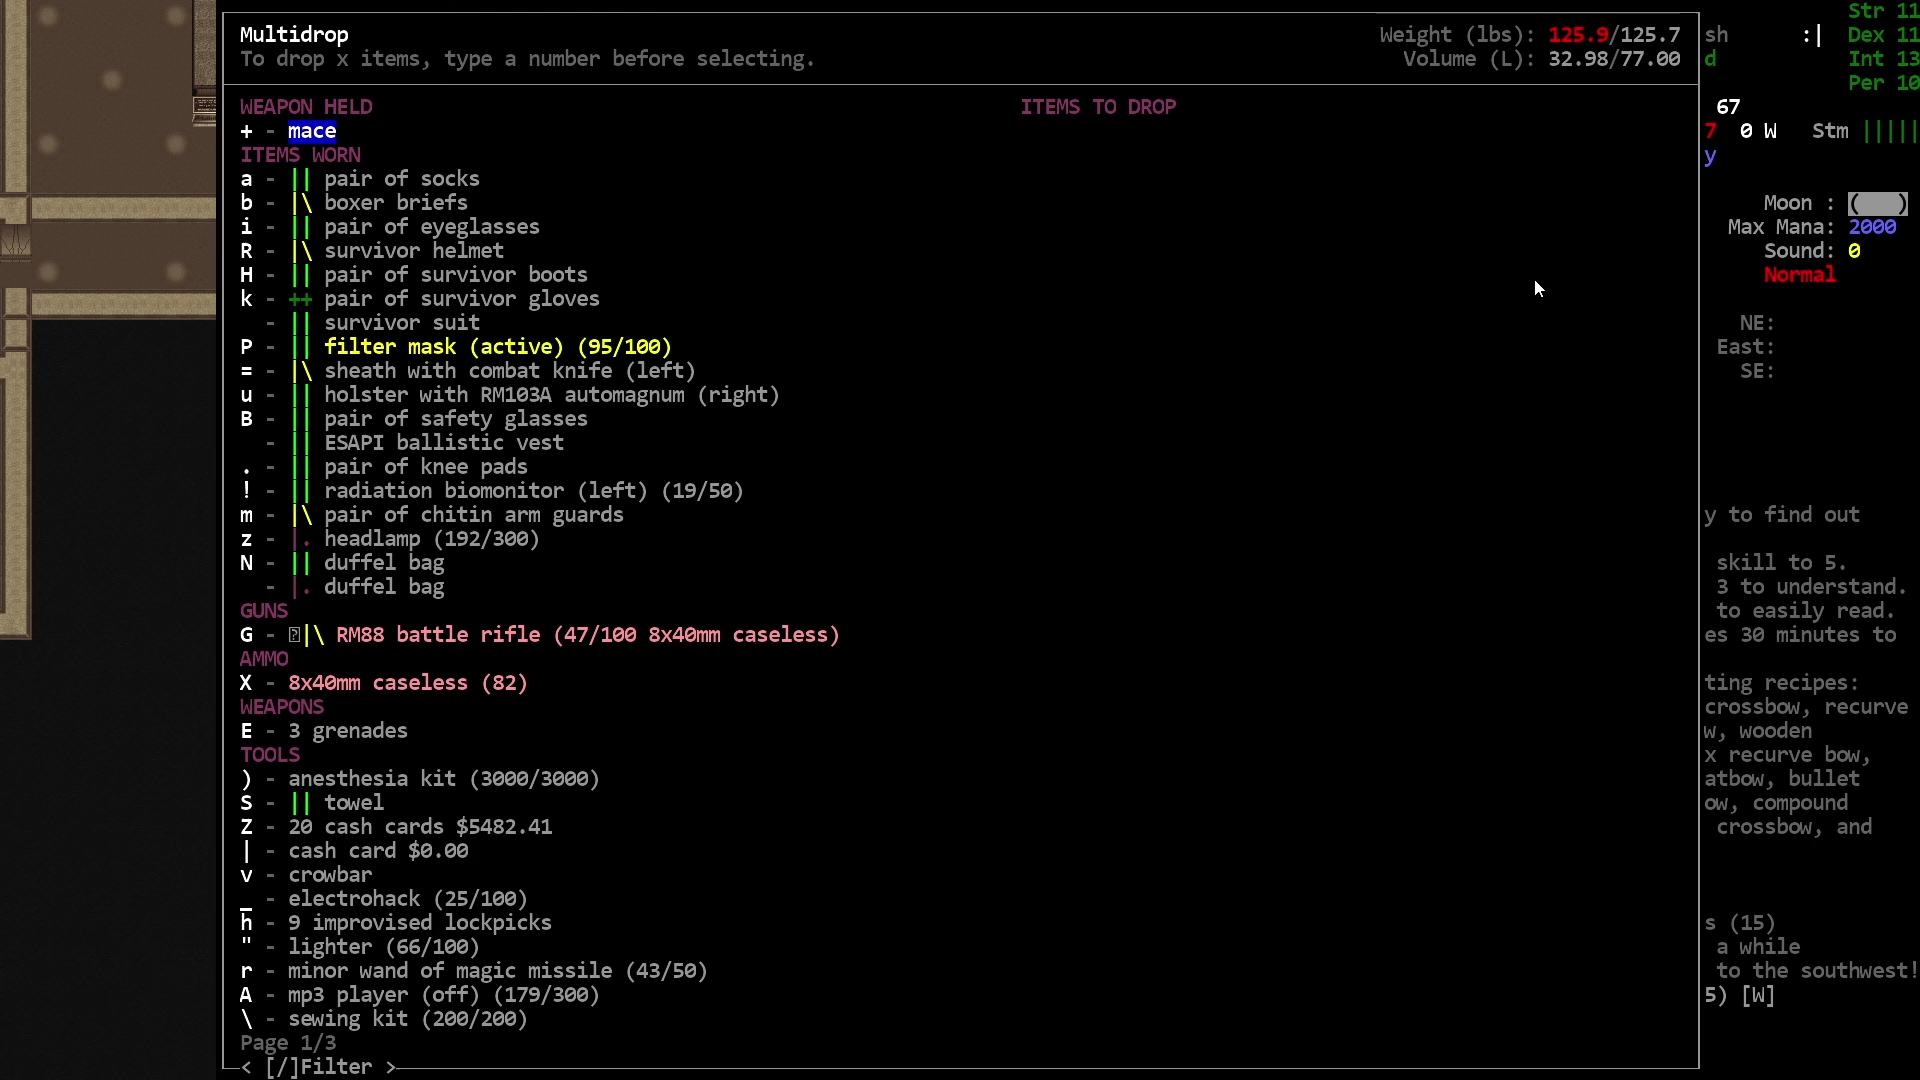 Multidrop
To drop x items, type a number before selecting.
Weight (lbs): 125.9/125.7
Volume (L): 32.98/77.00
WEAPON HELD
+ - mace
ITEMS WORN
a - || pair of socks
b - |\ boxer briefs
i - || pair of eyeglasses
R - |\ survivor helmet
H - || pair of survivor boots
k - ++ pair of survivor gloves
- || survivor suit
P - || filter mask (active) (95/100)
= - |\ sheath with combat knife (left)
u - || holster with RM103A automagnum (right)
B - || pair of safety glasses
- || ESAPI ballistic vest
. - || pair of knee pads
! - || radiation biomonitor (left) (19/50)
m - |\ pair of chitin arm guards
z - |. headlamp (192/300)
N - || duffel bag
- |. duffel bag
GUNS
G - |\ RM88 battle rifle (47/100 8x40mm caseless)
AMMO
X - 8x40mm caseless (82)
WEAPONS
E - 3 grenades
TOOLS
) - anesthesia kit (3000/3000)
S - || towel
Z - 20 cash cards $5482.41
| - cash card $0.00
v - crowbar
_ - electrohack (25/100)
h - 9 improvised lockpicks
" - lighter (66/100)
r - minor wand of magic missile (43/50)
A - mp3 player (off) (179/300)
\ - sewing kit (200/200)
Page 1/3
< [/]Filter >
ITEMS TO DROP
Str 11
sh :| Dex 11
d Int 13
Per 10
67
7 0 W Stm |||||
y
Moon : ( )
Max Mana: 2000
Sound: 0
Normal
NE:
East:
SE:
y to find out
skill to 5.
3 to understand.
to easily read.
es 30 minutes to
ting recipes:
crossbow, recurve
w, wooden
x recurve bow,
atbow, bullet
ow, compound
crossbow, and
s (15)
a while
to the southwest!
5) [W]